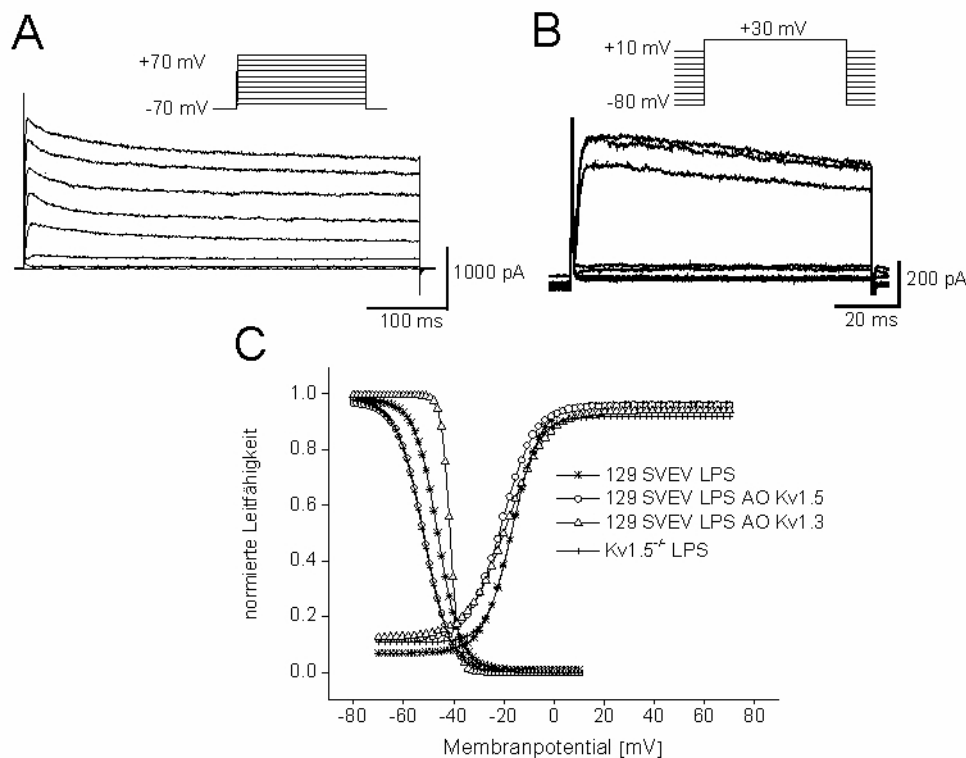 A
+70 mV
-70 mV
1000 pA
100 ms
B
+30 mV
+10 mV
-80 mV
200 pA
20 ms
C
normierte Leitfähigkeit
1.0
0.8
0.6
0.4
0.2
0.0
129 SVEV LPS
129 SVEV LPS AO Kv1.5
129 SVEV LPS AO Kv1.3
Kv1.5-/- LPS
-80 -60 -40 -20 0 20 40 60 80
Membranpotential [mV]